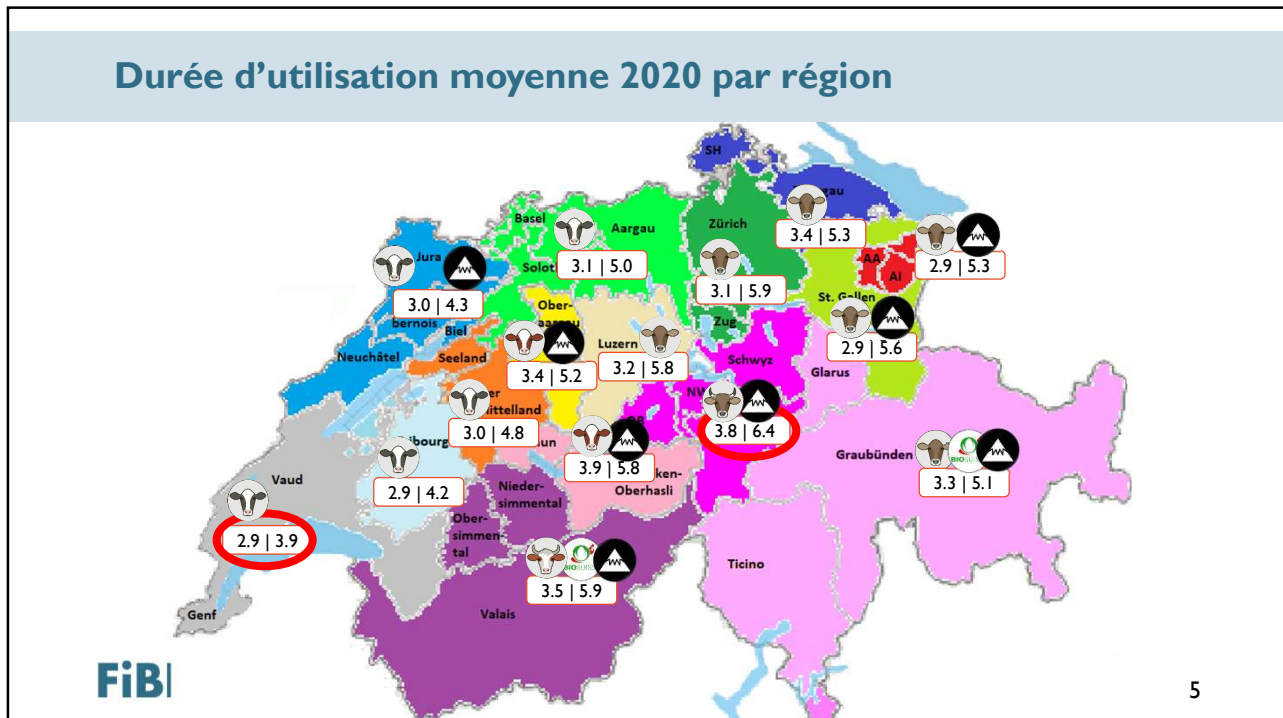 Durée d'utilisation moyenne 2020 par région
SH
Basel
Aargau
Zürich
3.4 | 5.3
Jura
3.1 | 5.0
AA
AI
2.9 | 5.3
3.0 | 4.3
3.1 | 5.9
St. Gallen
bernois
Biel
Ober-
Zug
2.9 | 5.6
Neuchâtel
Seeland
Luzern
Schwyz
3.4 | 5.2
3.2 | 5.8
Glarus
3.0 | 4.8
3.8 | 6.4
3.9 | 5.8
Graubünden
BIOSUISSE
Vaud
2.9 | 4.2
Oberhasli
3.3 | 5.1
Nieder-
simmental
2.9 | 3.9
Ober-
simmen-
tal
BIOSUISSE
3.5 | 5.9
Ticino
Genf
Valais
FiBL
5